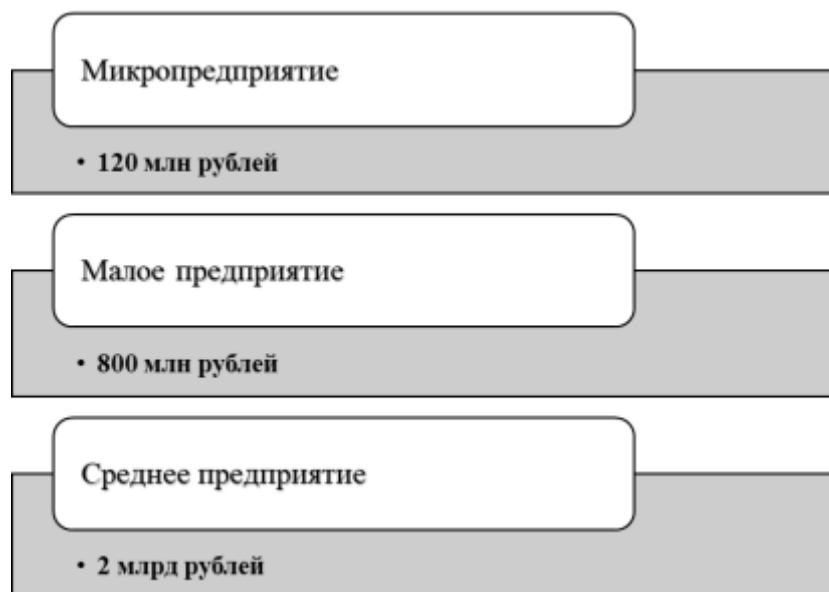 Микропредприятие
• 120 млн рублей
Малое предприятие
• 800 млн рублей
Среднее предприятие
• 2 млрд рублей